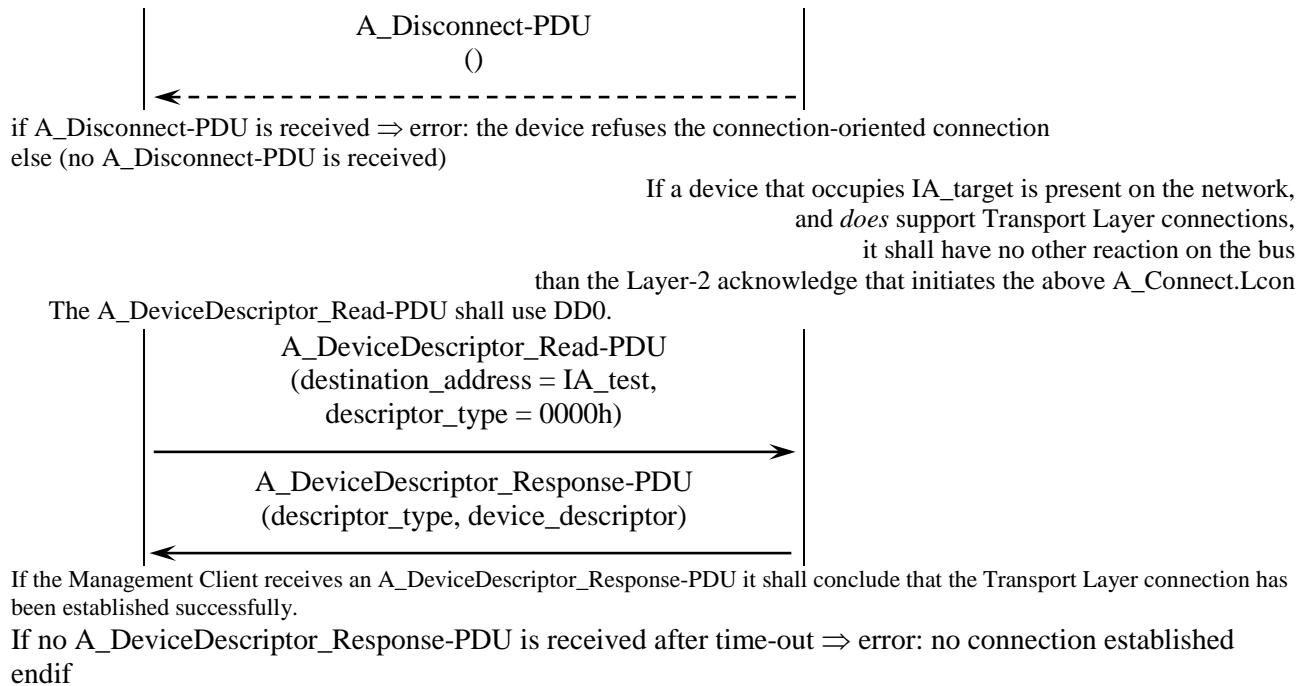 A_Disconnect-PDU
()
if A_Disconnect-PDU is received ⇒ error: the device refuses the connection-oriented connection
else (no A_Disconnect-PDU is received)
If a device that occupies IA_target is present on the network,
and does support Transport Layer connections,
it shall have no other reaction on the bus
than the Layer-2 acknowledge that initiates the above A_Connect.Lcon
The A_DeviceDescriptor_Read-PDU shall use DD0.
A_DeviceDescriptor_Read-PDU
(destination_address = IA_test,
descriptor_type = 0000h)
A_DeviceDescriptor_Response-PDU
(descriptor_type, device_descriptor)
If the Management Client receives an A_DeviceDescriptor_Response-PDU it shall conclude that the Transport Layer connection has
been established successfully.
If no A_DeviceDescriptor_Response-PDU is received after time-out ⇒ error: no connection established
endif